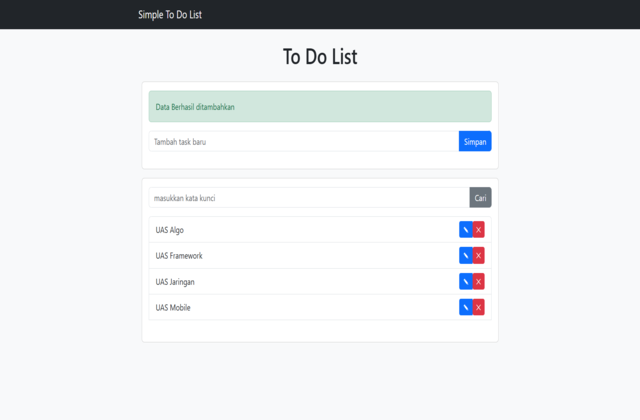 Simple To Do List
To Do List
Data Berhasil ditambahkan
Tambah task baru
Simpan
masukkan kata kunci
Cari
UAS Algo
UAS Framework
UAS Jaringan
UAS Mobile